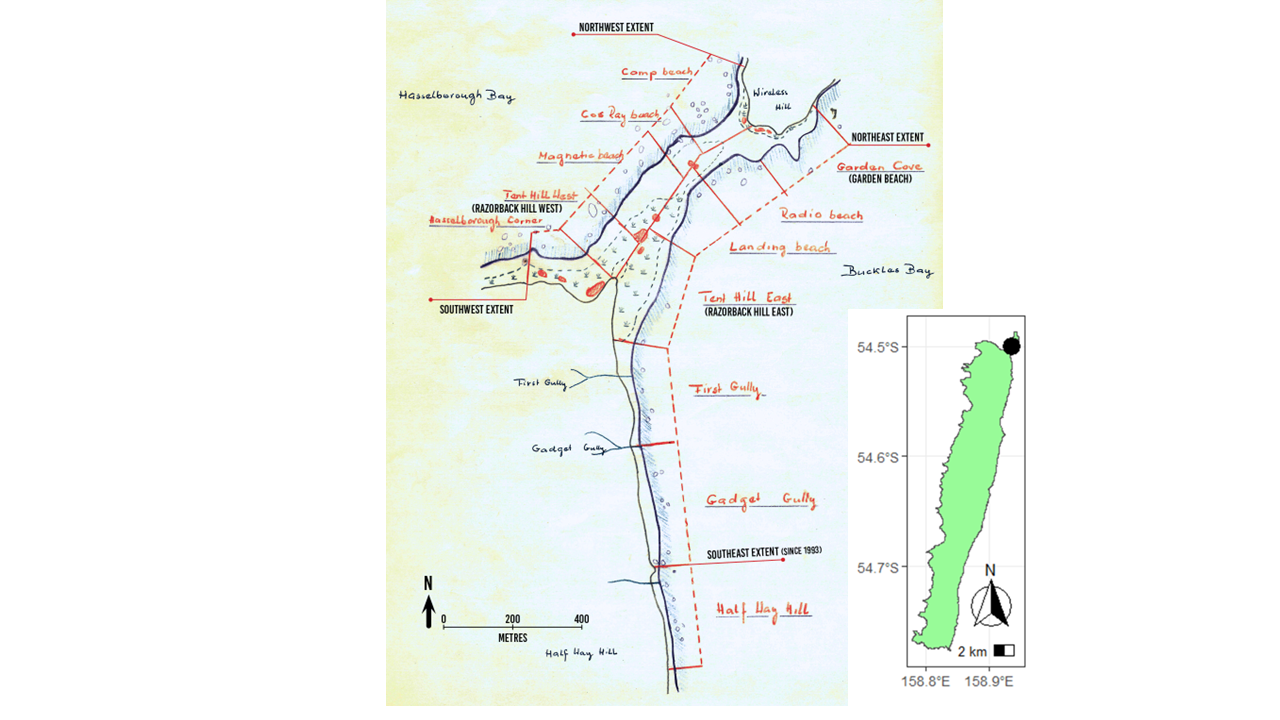 NORTHWEST EXTENT
Camp beach
Hasselborough Bay
Wireless
Hill
Cos Ray beach
NORTHEAST EXTENT
Magnetic beach
Garden Cove
(GARDEN BEACH)
Tent Hill West
(RAZORBACK HILL WEST)
Hasselborough Corner
Radio beach
Landing beach
Buckles Bay
Tent Hill East
(RAZORBACK HILL EAST)
SOUTHWEST EXTENT
First Gully
First Gully
Gadget Gully
Gadget Gully
SOUTHEAST EXTENT (SINCE 1993)
Half Way Hill
N
0 200 400
METRES
Half Way Hill
54.5°S
54.6°S
54.7°S
N
2 km
158.8°E 158.9°E